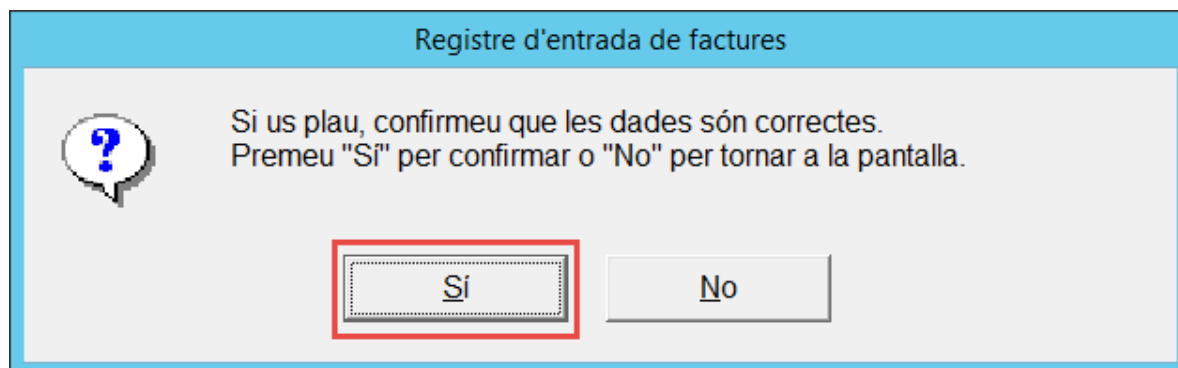 Registre d'entrada de factures
Si us plau, confirmeu que les dades són correctes.
Premeu "Sí" per confirmar o "No" per tornar a la pantalla.
Sí
No